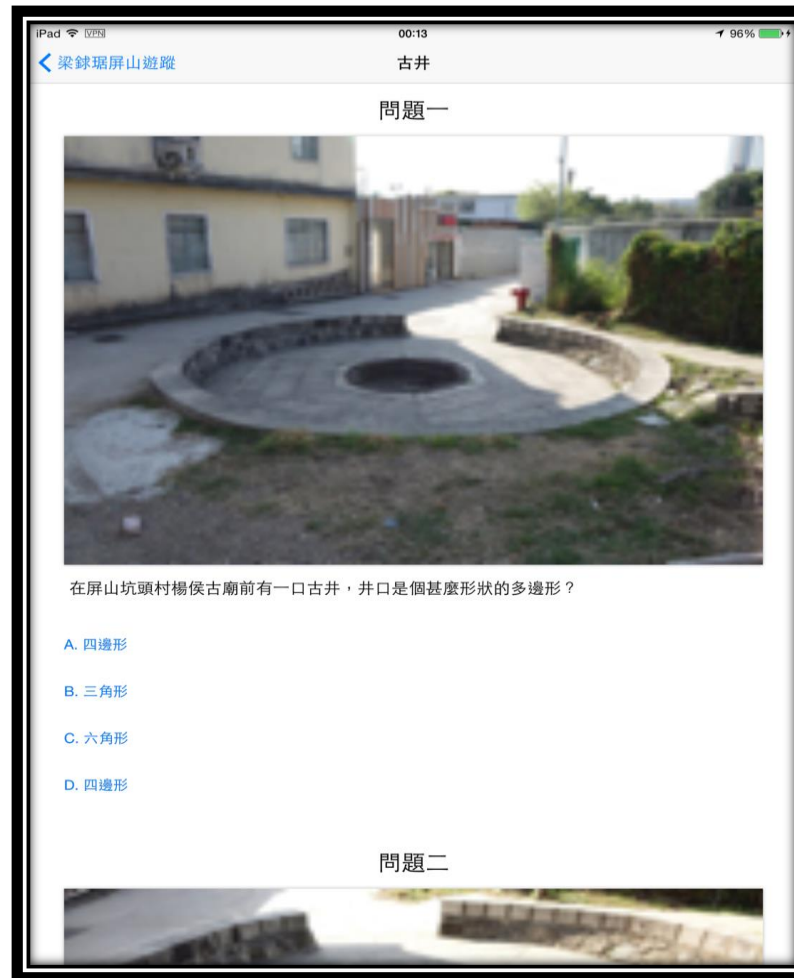 iPad VPN 00:13 96%
梁銶琚屏山遊蹤 古井
問題一
在屏山坑頭村楊侯古廟前有一口古井，井口是個甚麼形狀的多邊形？
A. 四邊形
B. 三角形
C. 六角形
D. 四邊形
問題二